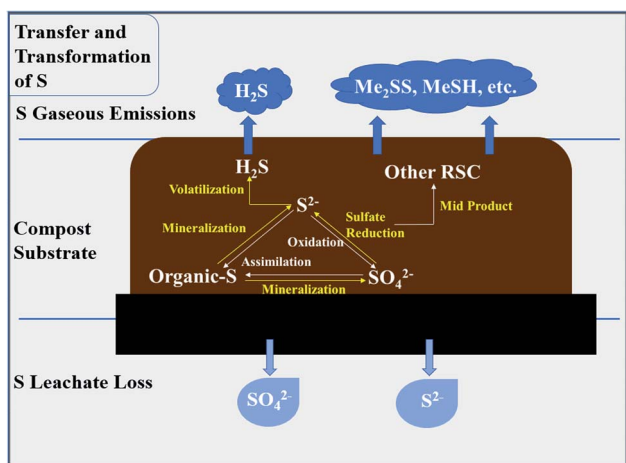 Transfer and
Transformation
of S
H₂S
Me₂SS, MeSH, etc.
S Gaseous Emissions
H₂S
Other RSC
Volatilization
S²⁻
Mid Product
Mineralization
Sulfate
Reduction
Compost
Substrate
Oxidation
Assimilation
Organic-S
SO₄²⁻
Mineralization
S Leachate Loss
SO₄²⁻
S²⁻